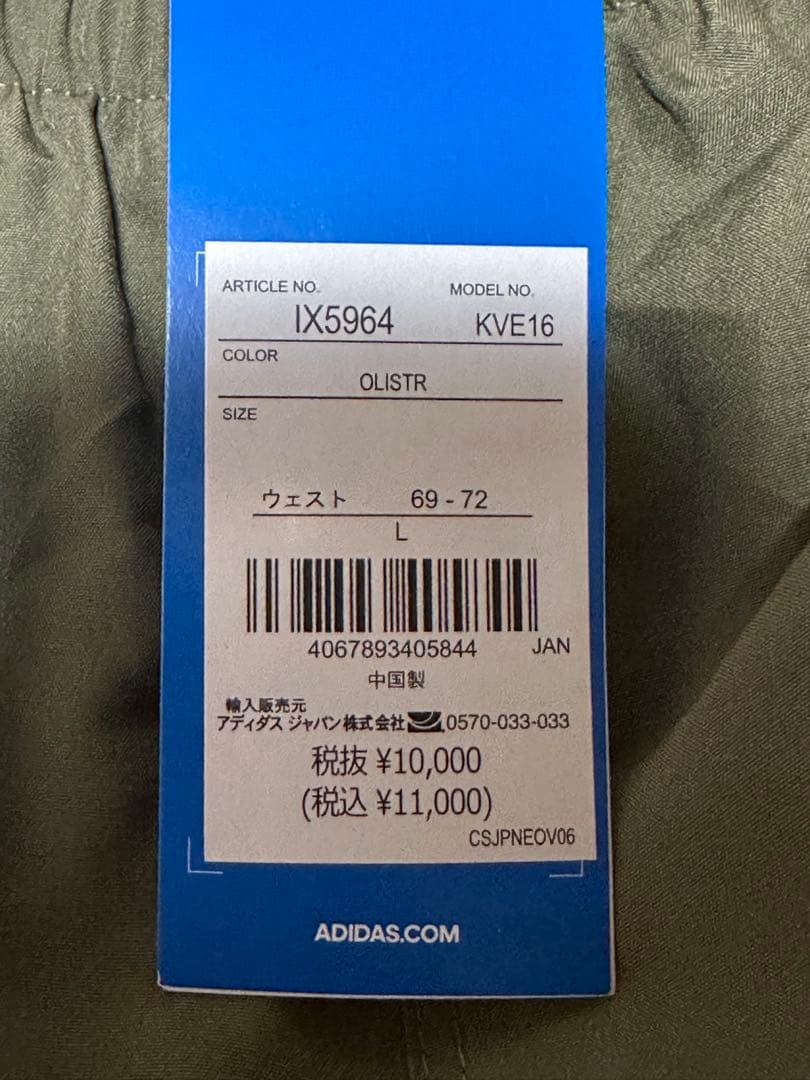 ARTICLE NO.
MODEL NO.
IX5964
KVE16
COLOR
OLISTR
SIZE
ウェスト 69 - 72
L
4067893405844 JAN
中国製
輸入販売元
アディダス ジャパン株式会社 0570-033-033
税抜 ¥10,000
(税込 ¥11,000)
CSJPNEOV06
ADIDAS.COM